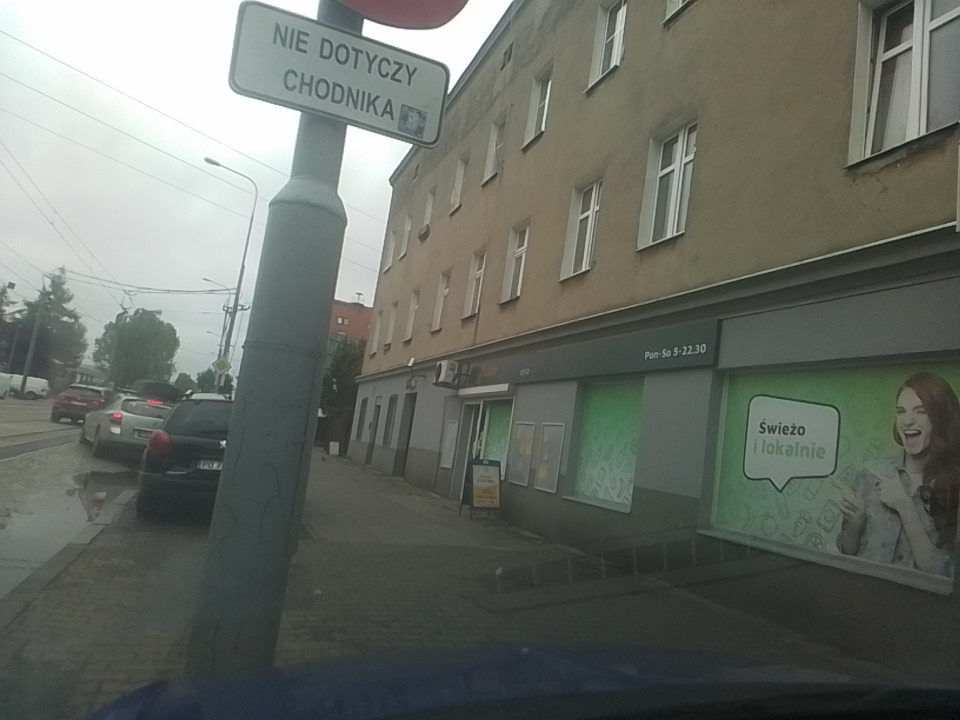 NIE DOTYCZY
CHODNIKA
Pon-So 5-22.30
Świeżo
i lokalnie